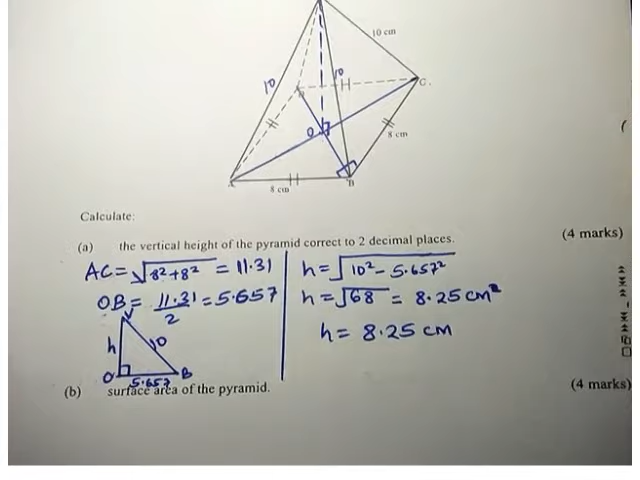 10 cm
10
10
C
O
8 cm
A
8 cm
B
Calculate:
(a) the vertical height of the pyramid correct to 2 decimal places. (4 marks)
AC = √8²+8² = 11.31
OB = 11.31/2 = 5.657
V
h
10
O
5.657
B
h = √10² − 5.657²
h = √68 = 8.25 cm
h = 8.25 cm
(b) surface area of the pyramid. (4 marks)